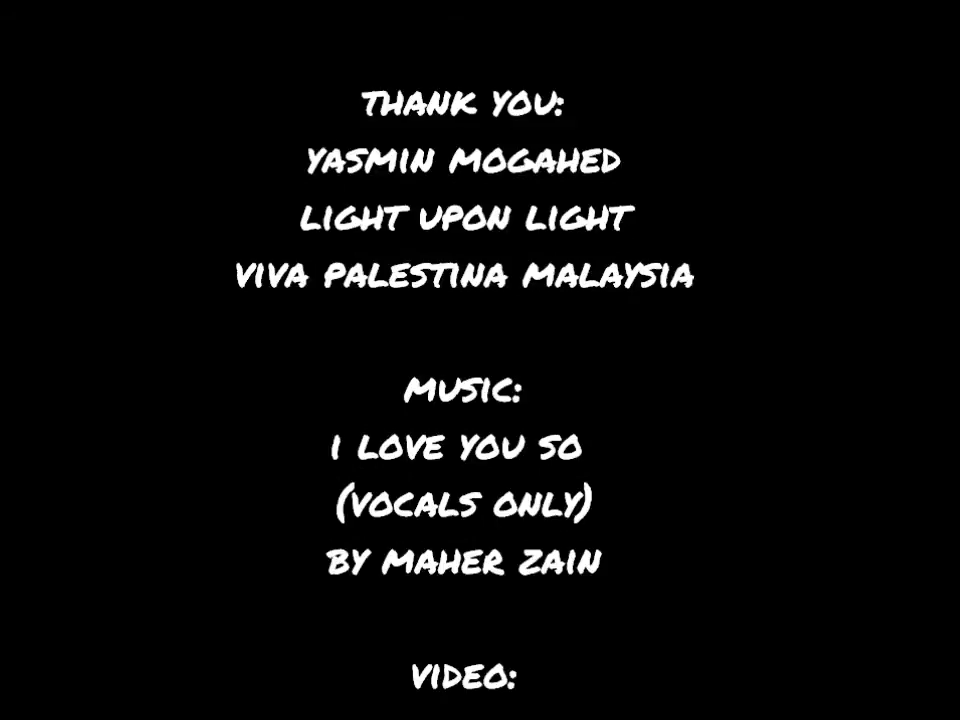 THANK YOU:
YASMIN MOGAHED
LIGHT UPON LIGHT
VIVA PALESTINA MALAYSIA
MUSIC:
I LOVE YOU SO
(VOCALS ONLY)
BY MAHER ZAIN
VIDEO: